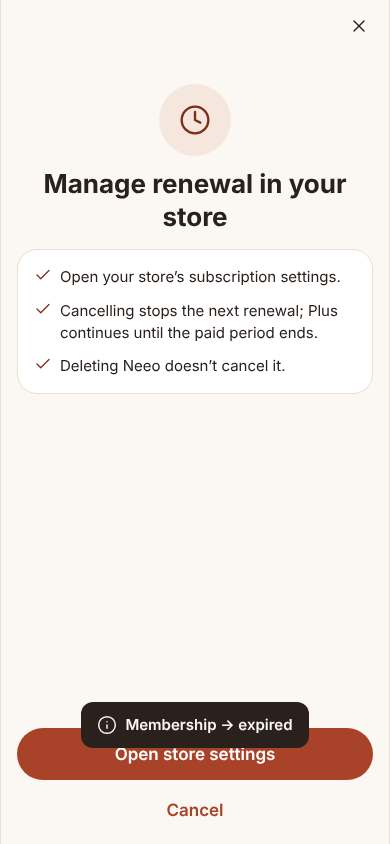 Manage renewal in your
store
Open your store’s subscription settings.
Cancelling stops the next renewal; Plus
continues until the paid period ends.
Deleting Neeo doesn’t cancel it.
Membership → expired
Open store settings
Cancel